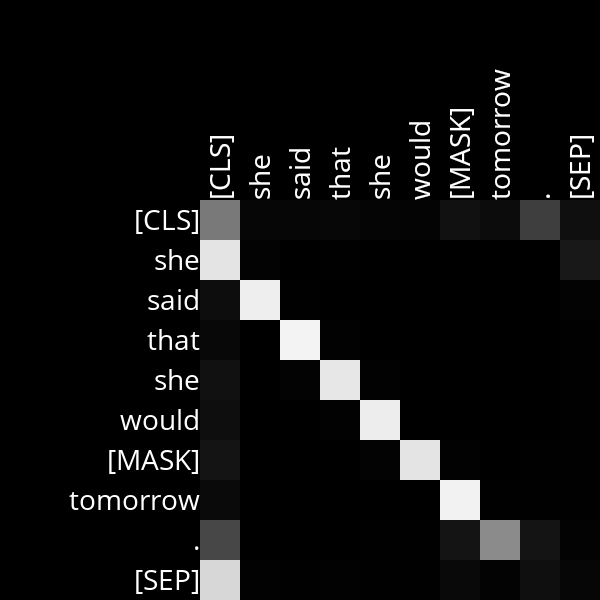 [CLS] she said that she would [MASK] tomorrow . [SEP]
[CLS]
she
said
that
she
would
[MASK]
tomorrow
.
[SEP]